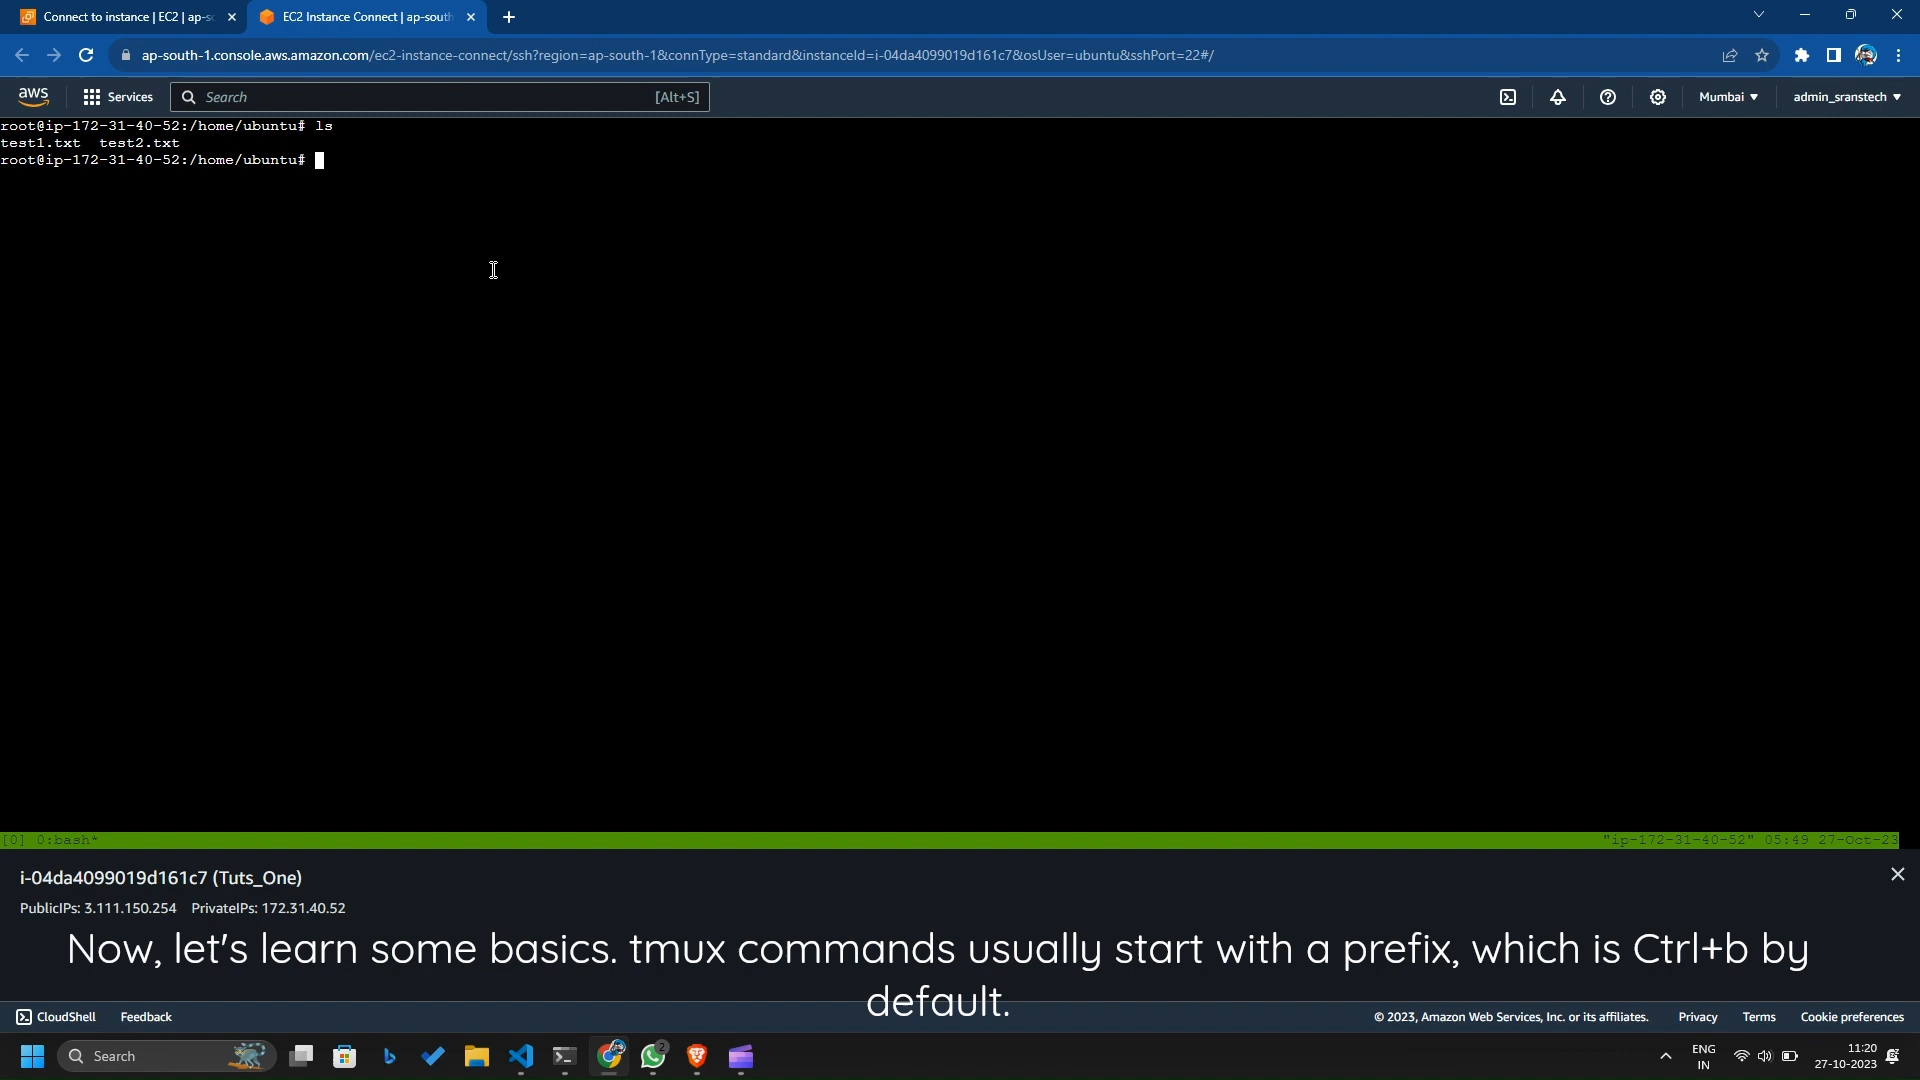 Connect to instance | EC2 | ap-s
EC2 Instance Connect | ap-south
ap-south-1.console.aws.amazon.com/ec2-instance-connect/ssh?region=ap-south-1&connType=standard&instanceId=i-04da4099019d161c7&osUser=ubuntu&sshPort=22#/
aws
Services
Search
[Alt+S]
Mumbai
admin_sranstech
root@ip-172-31-40-52:/home/ubuntu# ls
test1.txt  test2.txt
root@ip-172-31-40-52:/home/ubuntu#
[0] 0:bash*
"ip-172-31-40-52" 05:49 27-Oct-23
i-04da4099019d161c7 (Tuts_One)
PublicIPs: 3.111.150.254 PrivateIPs: 172.31.40.52
Now, let's learn some basics. tmux commands usually start with a prefix, which is Ctrl+b by
default.
CloudShell
Feedback
© 2023, Amazon Web Services, Inc. or its affiliates.
Privacy
Terms
Cookie preferences
Search
2
ENG
IN
11:20
27-10-2023